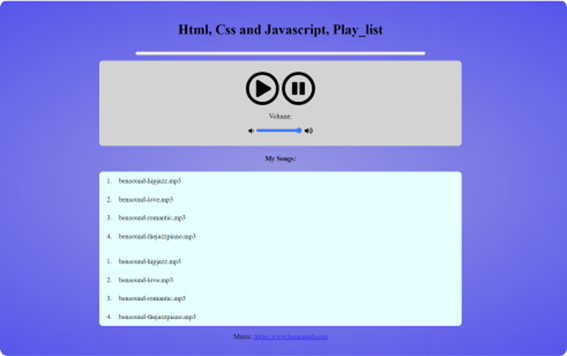 Html, Css and Javascript, Play_list
Volume:
My Songs:
1. bensound-hipjazz.mp3
2. bensound-love.mp3
3. bensound-romantic.mp3
4. bensound-thejazzpiano.mp3
1. bensound-hipjazz.mp3
2. bensound-love.mp3
3. bensound-romantic.mp3
4. bensound-thejazzpiano.mp3
Music: https://www.bensound.com